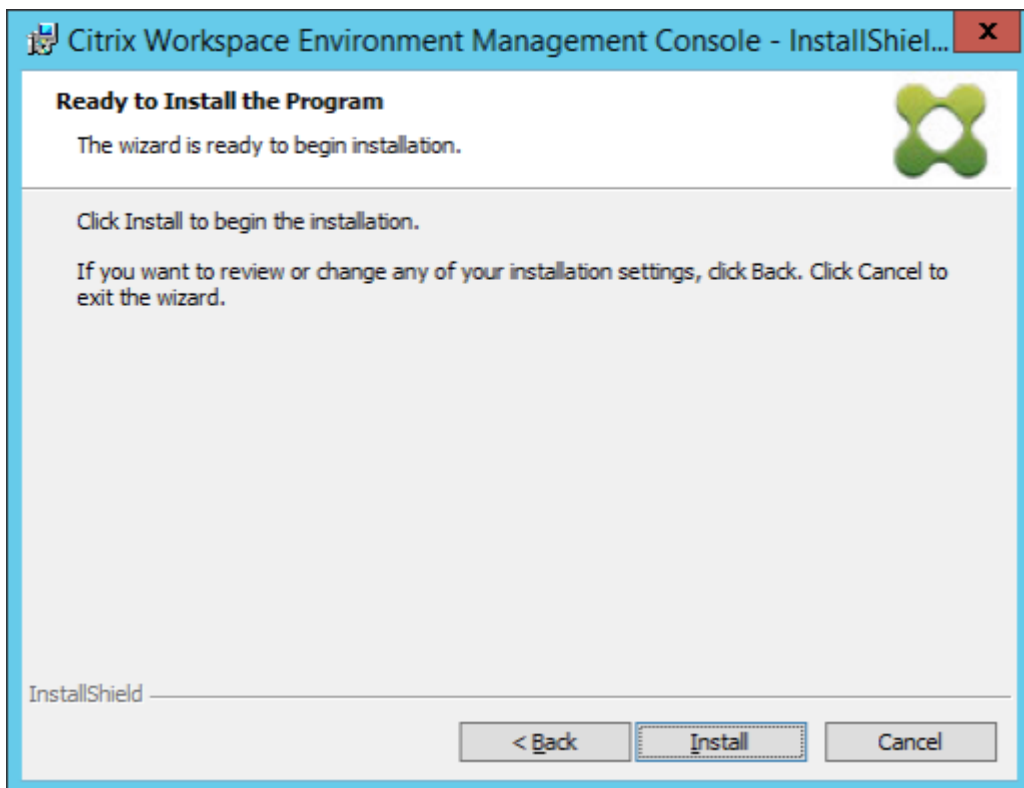 Citrix Workspace Environment Management Console - InstallShiel...
x
Ready to Install the Program
The wizard is ready to begin installation.
Click Install to begin the installation.
If you want to review or change any of your installation settings, click Back. Click Cancel to
exit the wizard.
InstallShield
< Back
Install
Cancel